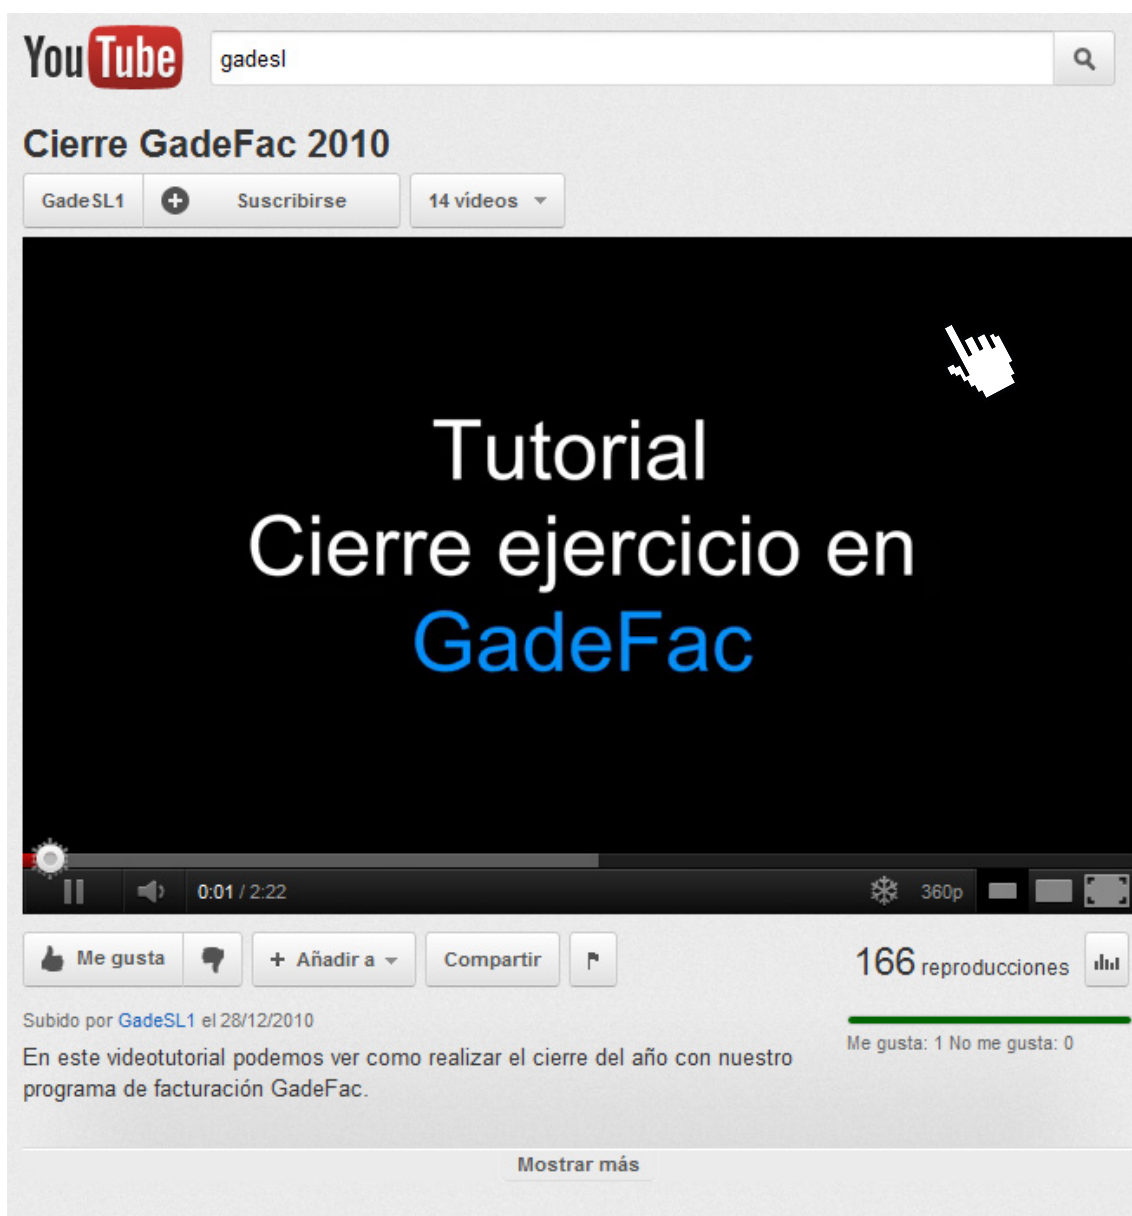 YouTube
gadesl
Cierre GadeFac 2010
GadeSL1 Suscribirse 14 vídeos
Tutorial
Cierre ejercicio en
GadeFac
0:01 / 2:22 360p
Me gusta + Añadir a Compartir 166 reproducciones
Subido por GadeSL1 el 28/12/2010
Me gusta: 1 No me gusta: 0
En este videotutorial podemos ver como realizar el cierre del año con nuestro
programa de facturación GadeFac.
Mostrar más